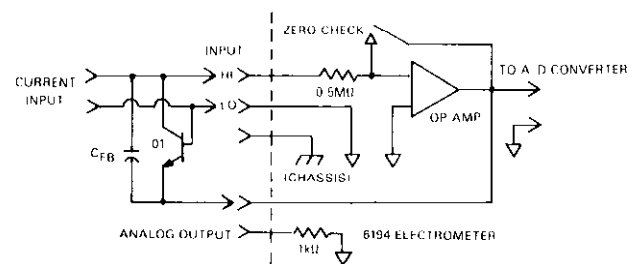 ZERO CHECK
INPUT
HI
TO A D CONVERTER
CURRENT
INPUT
0 5MΩ
LO
OP AMP
CFB
Q1
(CHASSIS)
ANALOG OUTPUT
1kΩ
6194 ELECTROMETER